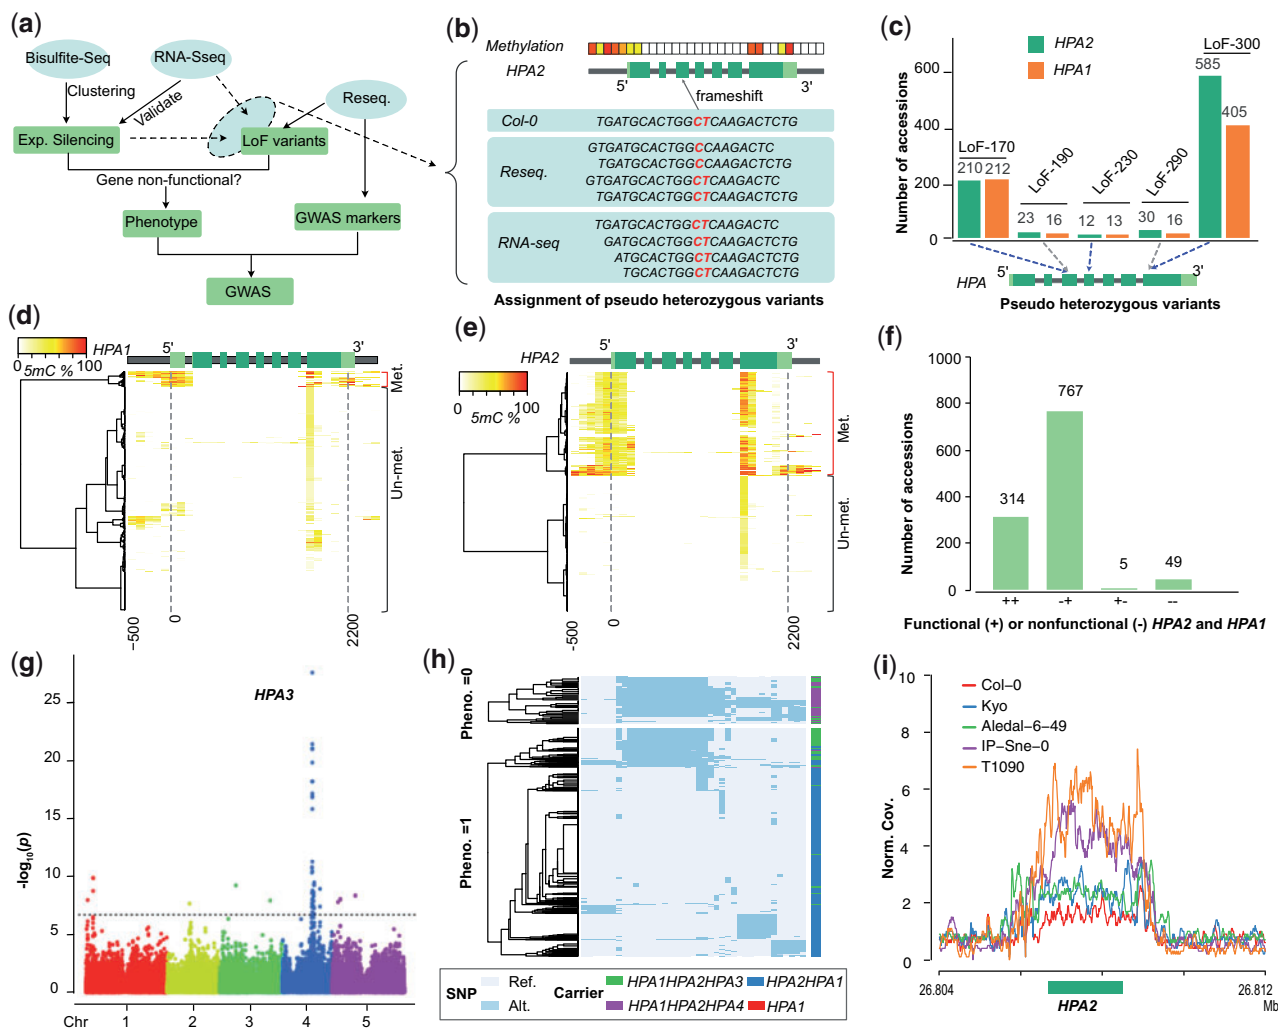 (a)
Bisulfite-Seq
RNA-Sseq
Clustering
Validate
Reseq.
Exp. Silencing
LoF variants
Gene non-functional?
Phenotype
GWAS markers
GWAS
(b)
Methylation
HPA2
5'
3'
frameshift
Col-0
TGATGCACTGGCTCAAGACTCTG
Reseq.
GTGATGCACTGGCCAAGACTC
TGATGCACTGGCCAAGACTCTG
GTGATGCACTGGCTCAAGACTC
TGATGCACTGGCTCAAGACTCTG
RNA-seq
TGATGCACTGGCTCAAGACTC
GATGCACTGGCTCAAGACTCTG
ATGCACTGGCTCAAGACTCTG
TGCACTGGCTCAAGACTCTG
Assignment of pseudo heterozygous variants
(c)
Number of accessions
600
400
200
0
HPA2
HPA1
LoF-170
210 212
LoF-190
23 16
LoF-230
12 13
LoF-290
30 16
LoF-300
585
405
5'
3'
HPA
Pseudo heterozygous variants
(d)
0 100
5mC %
HPA1
5'
3'
Met.
Un-met.
-500
0
2200
(e)
HPA2
5'
3'
0 100
5mC %
Met.
Un-met.
-500
0
2200
(f)
Number of accessions
1000
800
600
400
200
0
314
767
5
49
++ -+ +- --
Functional (+) or nonfunctional (-) HPA2 and HPA1
(g)
HPA3
-log10(p)
25
20
15
10
5
0
Chr 1 2 3 4 5
(h)
Pheno. =0
Pheno. =1
SNP
Ref.
Alt.
Carrier
HPA1HPA2HPA3
HPA1HPA2HPA4
HPA2HPA1
HPA1
(i)
Norm. Cov.
10
8
6
4
2
0
Col-0
Kyo
Aledal-6-49
IP-Sne-0
T1090
26.804
26.812
Mb
HPA2